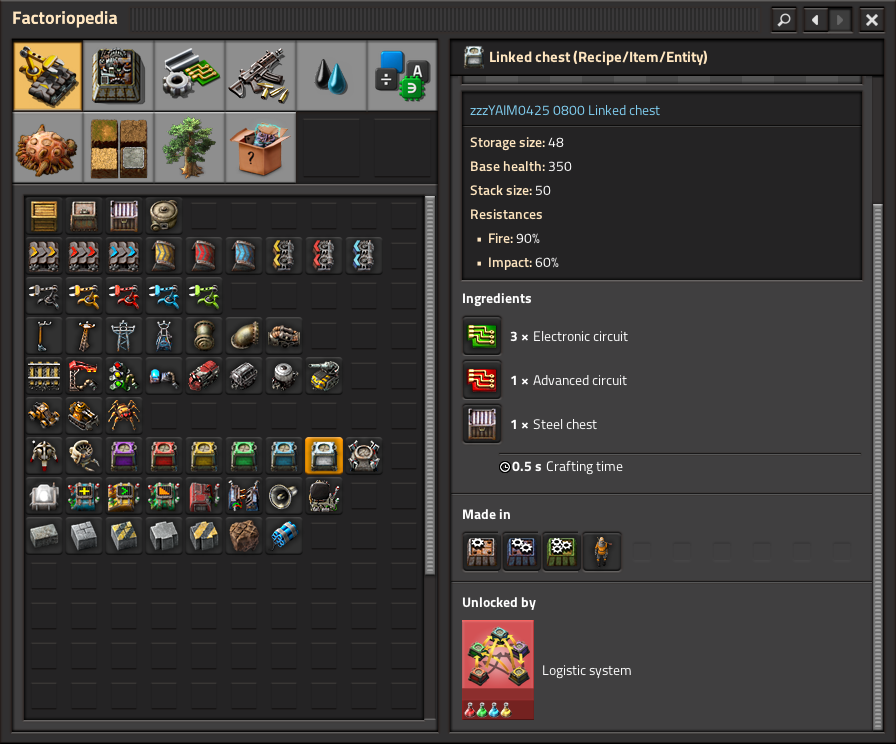 Factoriopedia
Linked chest (Recipe/Item/Entity)
zzzYAIM0425 0800 Linked chest
Storage size: 48
Base health: 350
Stack size: 50
Resistances
▪ Fire: 90%
▪ Impact: 60%
Ingredients
3 × Electronic circuit
1 × Advanced circuit
1 × Steel chest
0.5 s Crafting time
Made in
Unlocked by
Logistic system